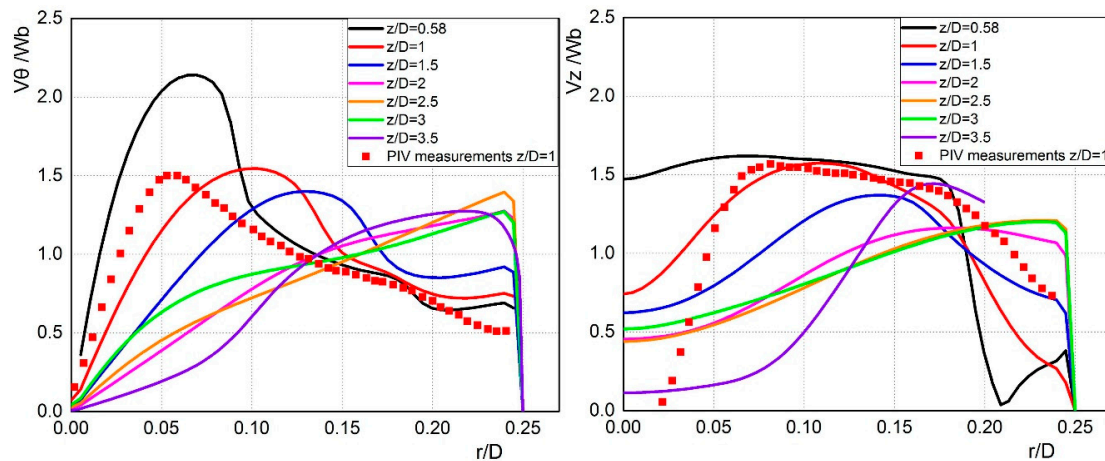 Vθ /Wb
2.5
2.0
1.5
1.0
0.5
0.0
0.00
0.05
0.10
0.15
0.20
0.25
r/D
z/D=0.58
z/D=1
z/D=1.5
z/D=2
z/D=2.5
z/D=3
z/D=3.5
PIV measurements z/D=1
Vz /Wb
2.5
2.0
1.5
1.0
0.5
0.0
0.00
0.05
0.10
0.15
0.20
0.25
r/D
z/D=0.58
z/D=1
z/D=1.5
z/D=2
z/D=2.5
z/D=3
z/D=3.5
PIV measurements z/D=1